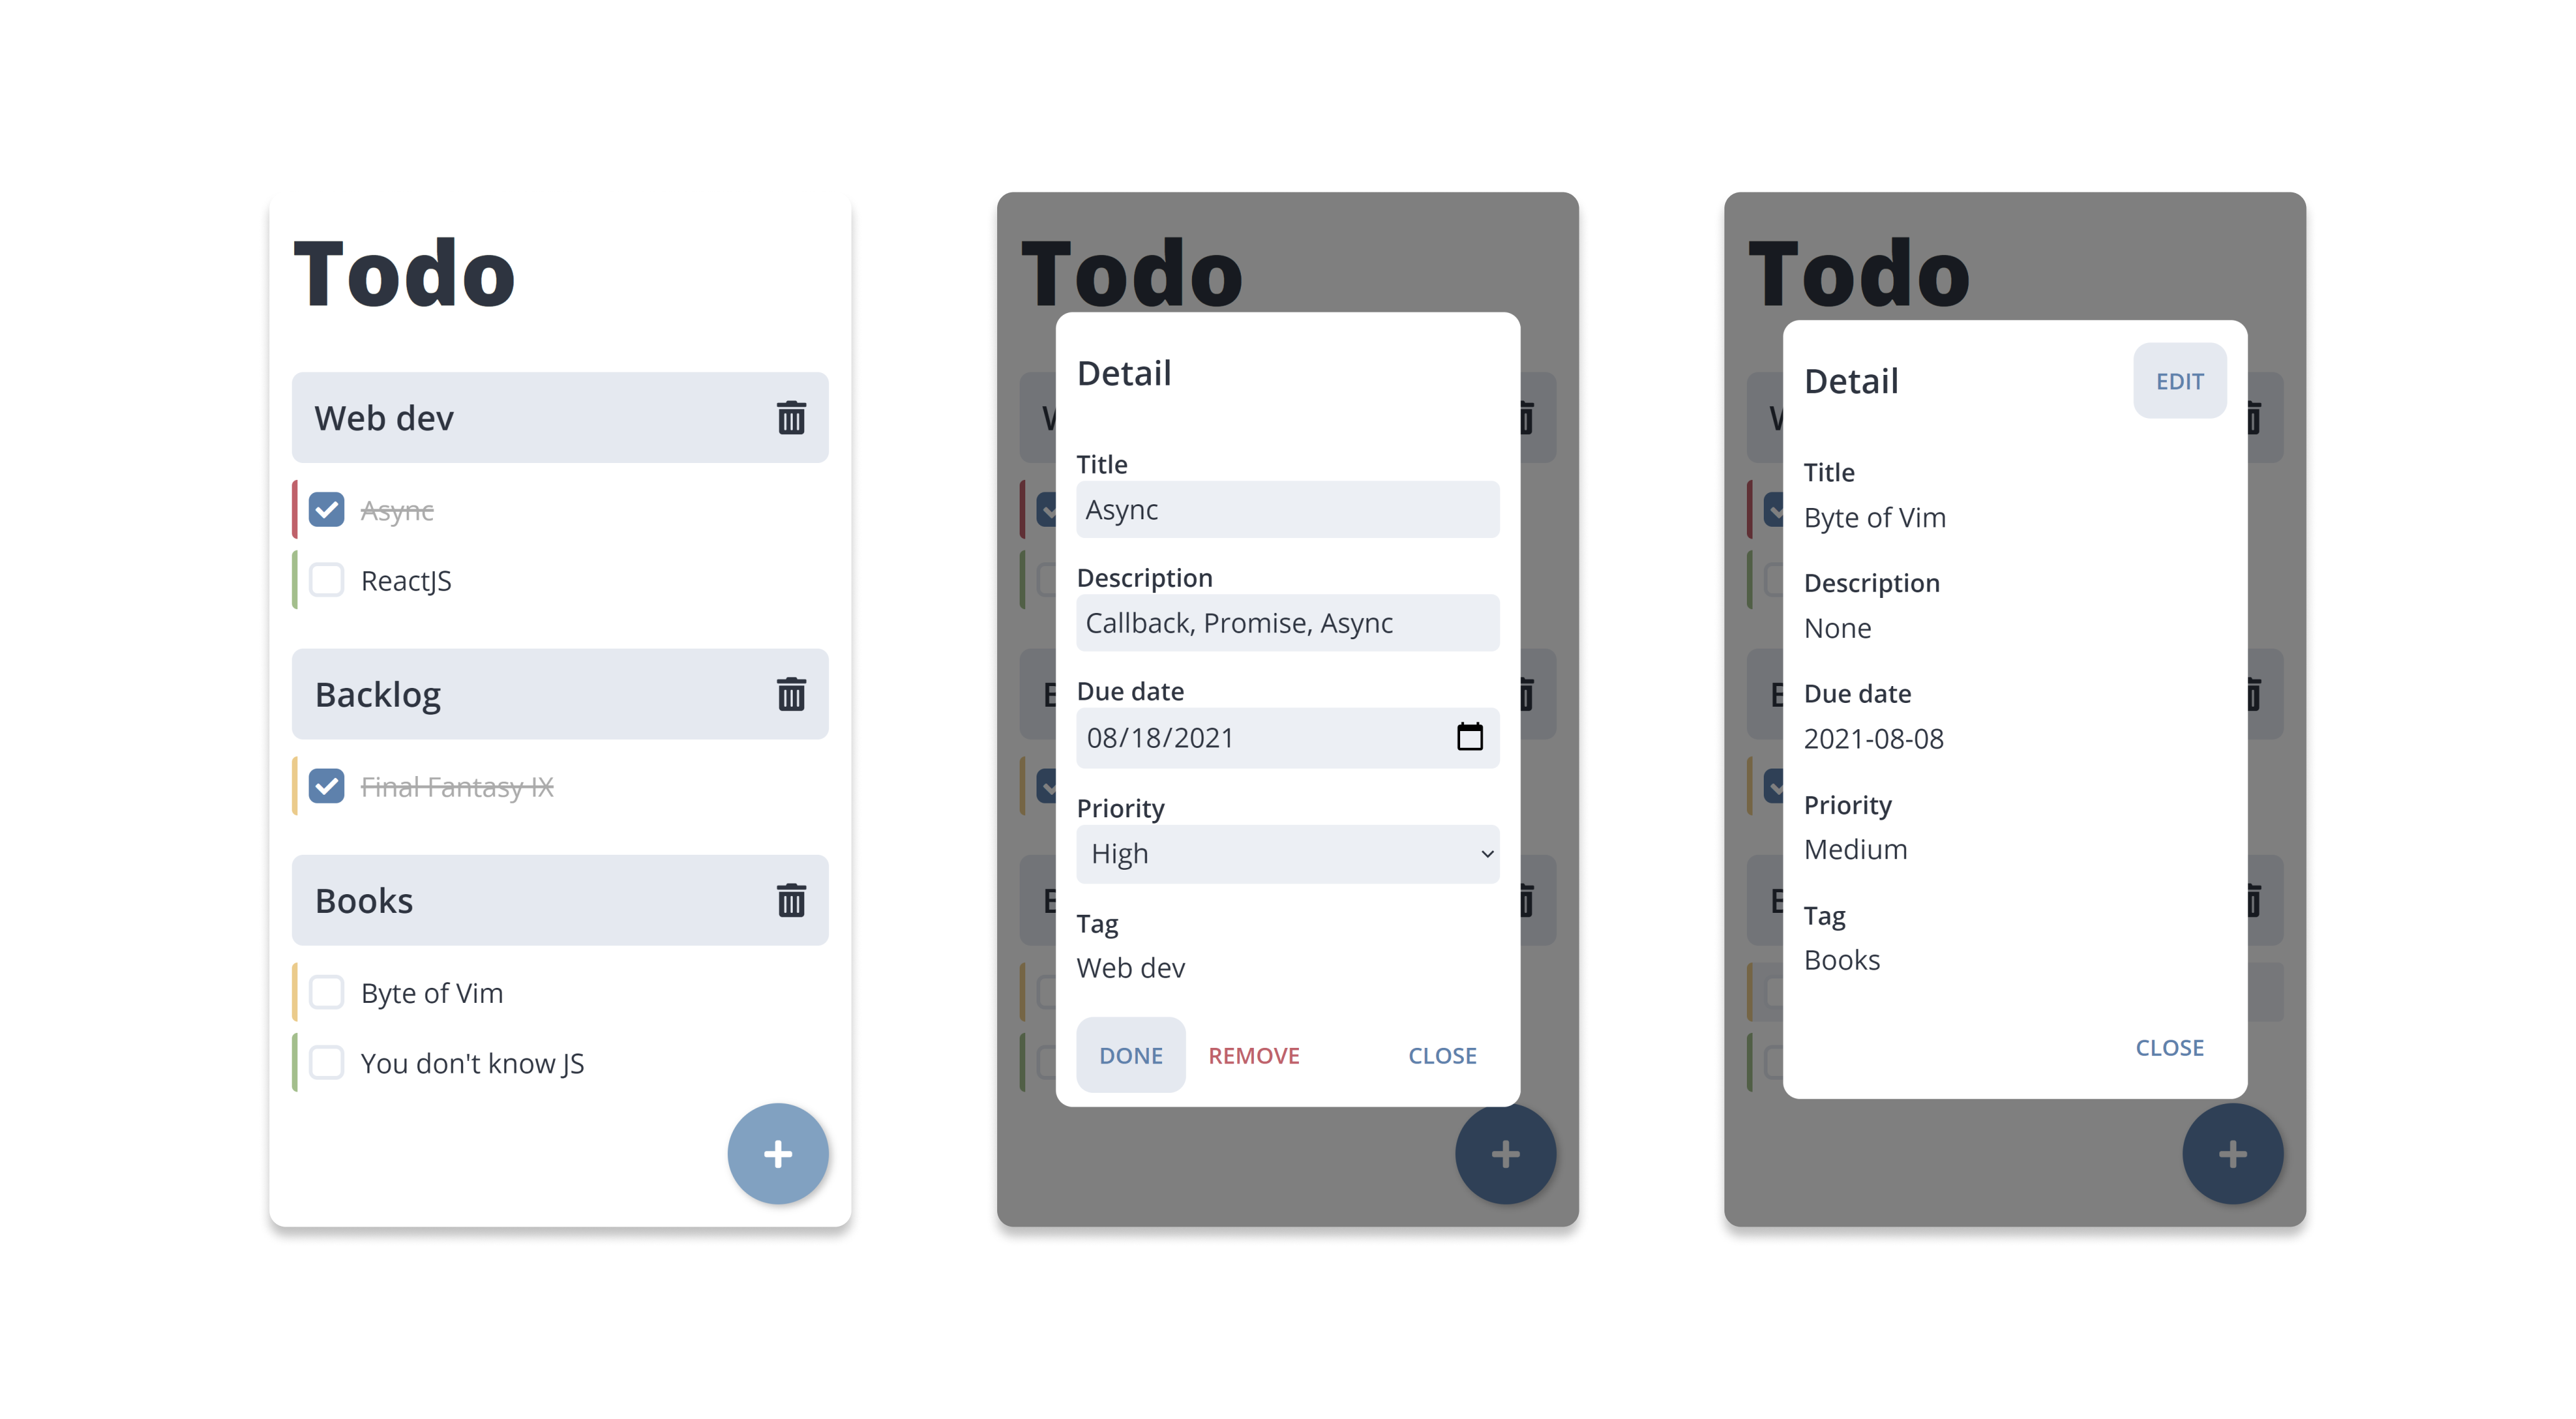 Todo
Web dev
Async
ReactJS
Backlog
Final Fantasy IX
Books
Byte of Vim
You don't know JS
+
Todo
Detail
Title
Async
Description
Callback, Promise, Async
Due date
08/18/2021
Priority
High
Tag
Web dev
DONE REMOVE CLOSE
+
Todo
Detail EDIT
Title
Byte of Vim
Description
None
Due date
2021-08-08
Priority
Medium
Tag
Books
CLOSE
+